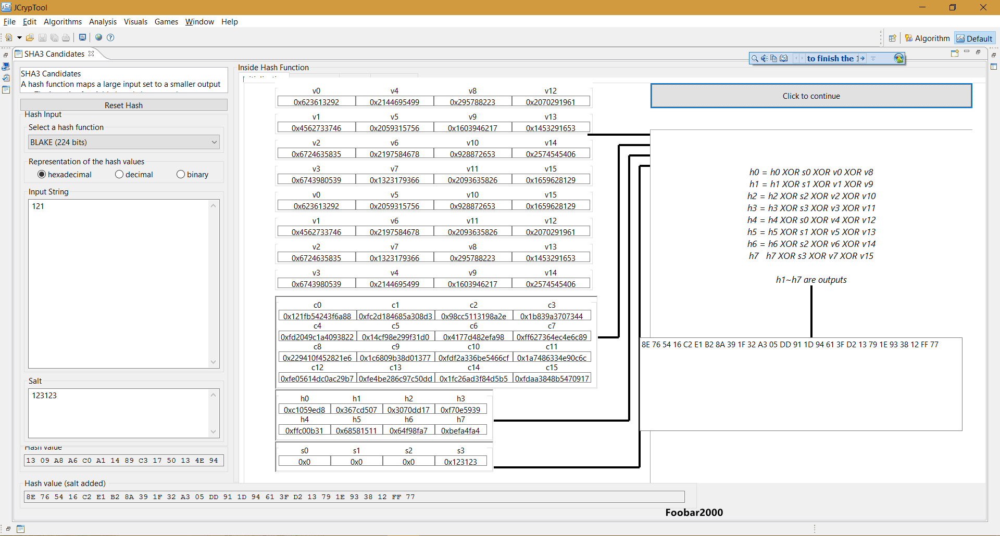 JCrypTool
File Edit Algorithms Analysis Visuals Games Window Help
Algorithm Default
SHA3 Candidates
to finish the
SHA3 Candidates
A hash function maps a large input set to a smaller output
Reset Hash
Hash Input
Select a hash function
BLAKE (224 bits)
Representation of the hash values
hexadecimal decimal binary
Input String
121
Salt
123123
Hash value
13 09 A8 A6 C0 A1 14 89 C3 17 50 13 4E 94
Hash value (salt added)
8E 76 54 16 C2 E1 B2 8A 39 1F 32 A3 05 DD 91 1D 94 61 3F D2 13 79 1E 93 38 12 FF 77
Inside Hash Function
v0 v4 v8 v12
0x623613292 0x2144695499 0x295788223 0x2070291961
v1 v5 v9 v13
0x4562733746 0x2059315756 0x1603946217 0x1453291653
v2 v6 v10 v14
0x6724635835 0x2197584678 0x928872653 0x2574545406
v3 v7 v11 v15
0x6743980539 0x1323179366 0x2093635826 0x1659628129
v0 v5 v10 v15
0x623613292 0x2059315756 0x928872653 0x1659628129
v1 v6 v11 v12
0x4562733746 0x2197584678 0x2093635826 0x2070291961
v2 v7 v8 v13
0x6724635835 0x1323179366 0x295788223 0x1453291653
v3 v4 v9 v14
0x6743980539 0x2144695499 0x1603946217 0x2574545406
c0 c1 c2 c3
0x121fb54243f6a88 0xfc2d184685a308d3 0x98cc5113198a2e 0x1b839a3707344
c4 c5 c6 c7
0xfd2049c1a4093822 0x14cf98e299f31d0 0x4177d482efa98 0xff627364ec4e6c89
c8 c9 c10 c11
0x229410f452821e6 0x1c6809b38d01377 0xfdf2a336be5466cf 0x1a7486334e90c6c
c12 c13 c14 c15
0xfe05614dc0ac29b7 0xfe4be286c97c50dd 0x1fc26ad3f84d5b5 0xfdaa3848b5470917
h0 h1 h2 h3
0xc1059ed8 0x367cd507 0x3070dd17 0xf70e5939
h4 h5 h6 h7
0xffc00b31 0x68581511 0x64f98fa7 0xbefa4fa4
s0 s1 s2 s3
0x0 0x0 0x0 0x123123
Click to continue
h0 = h0 XOR s0 XOR v0 XOR v8
h1 = h1 XOR s1 XOR v1 XOR v9
h2 = h2 XOR s2 XOR v2 XOR v10
h3 = h3 XOR s3 XOR v3 XOR v11
h4 = h4 XOR s0 XOR v4 XOR v12
h5 = h5 XOR s1 XOR v5 XOR v13
h6 = h6 XOR s2 XOR v6 XOR v14
h7 h7 XOR s3 XOR v7 XOR v15
h1~h7 are outputs
8E 76 54 16 C2 E1 B2 8A 39 1F 32 A3 05 DD 91 1D 94 61 3F D2 13 79 1E 93 38 12 FF 77
Foobar2000